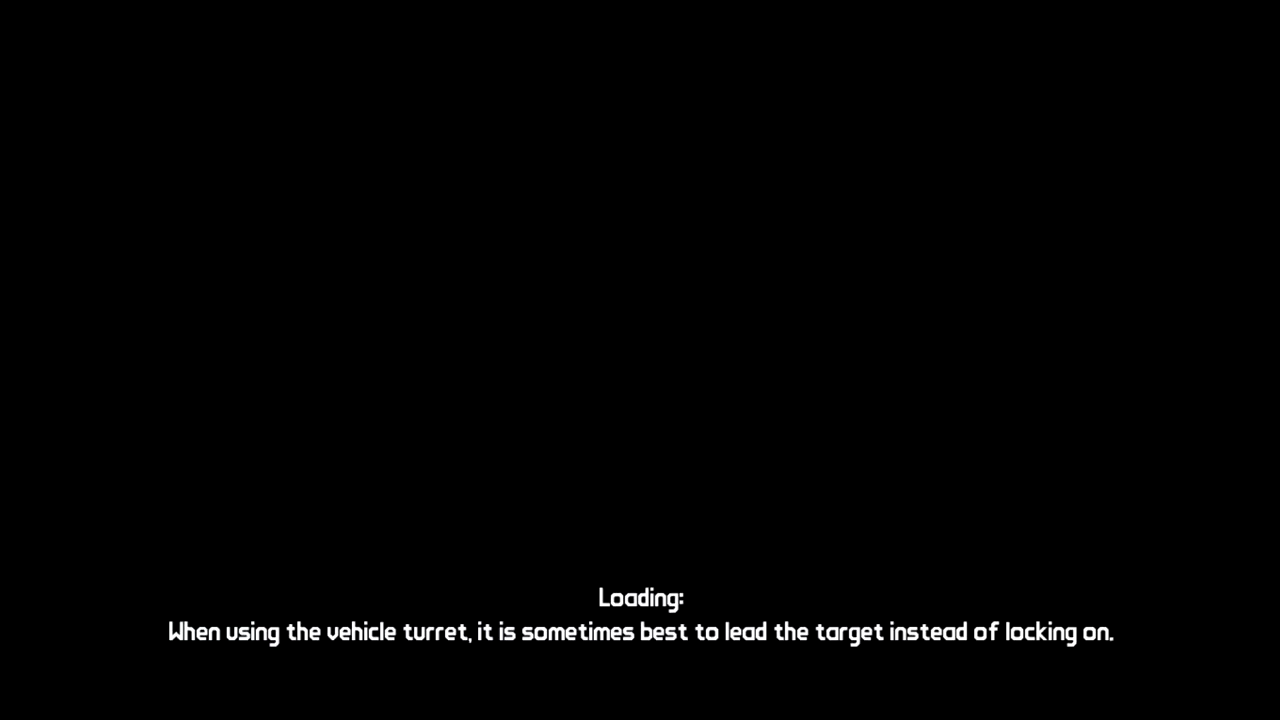 Loading:
When using the vehicle turret, it is sometimes best to lead the target instead of locking on.